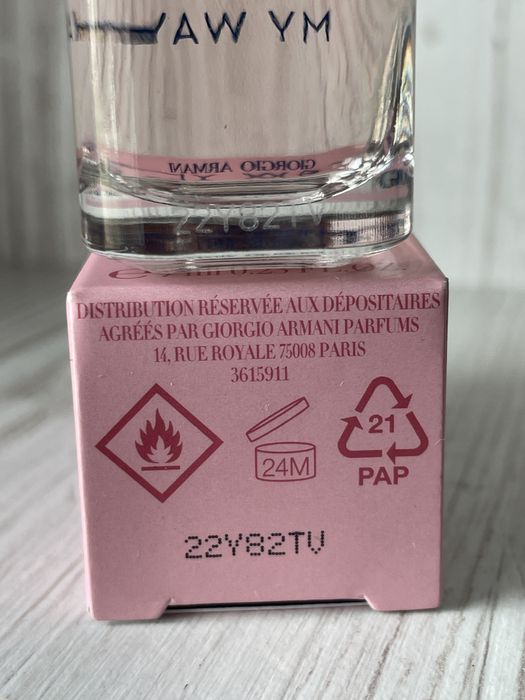 MY WAY
GIORGIO ARMANI
22Y82TV
DISTRIBUTION RÉSERVÉE AUX DÉPOSITAIRES
AGRÉÉS PAR GIORGIO ARMANI PARFUMS
14, RUE ROYALE 75008 PARIS
3615911
24M
21
PAP
22Y82TV